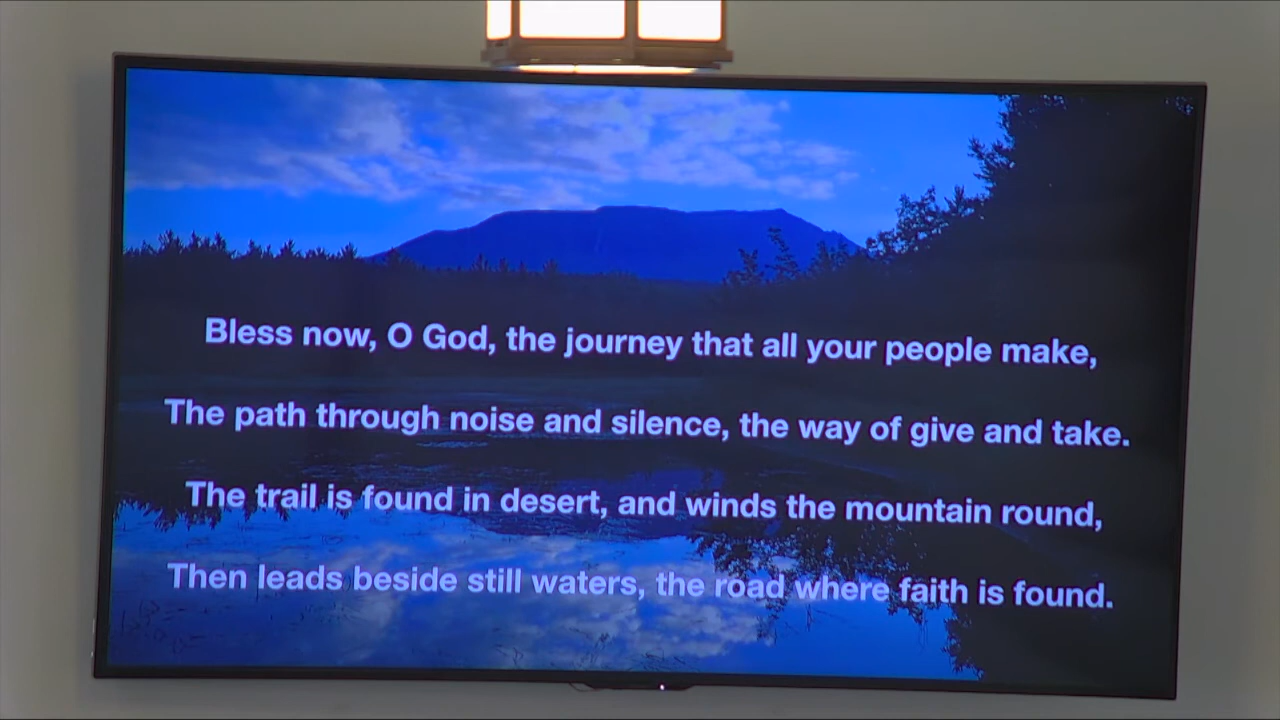 Bless now, O God, the journey that all your people make,
The path through noise and silence, the way of give and take.
The trail is found in desert, and winds the mountain round,
Then leads beside still waters, the road where faith is found.